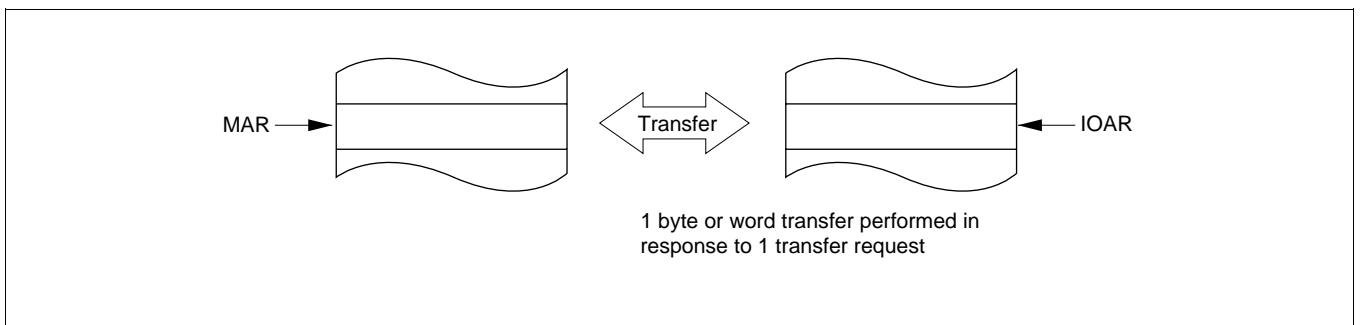 MAR
Transfer
IOAR
1 byte or word transfer performed in
response to 1 transfer request